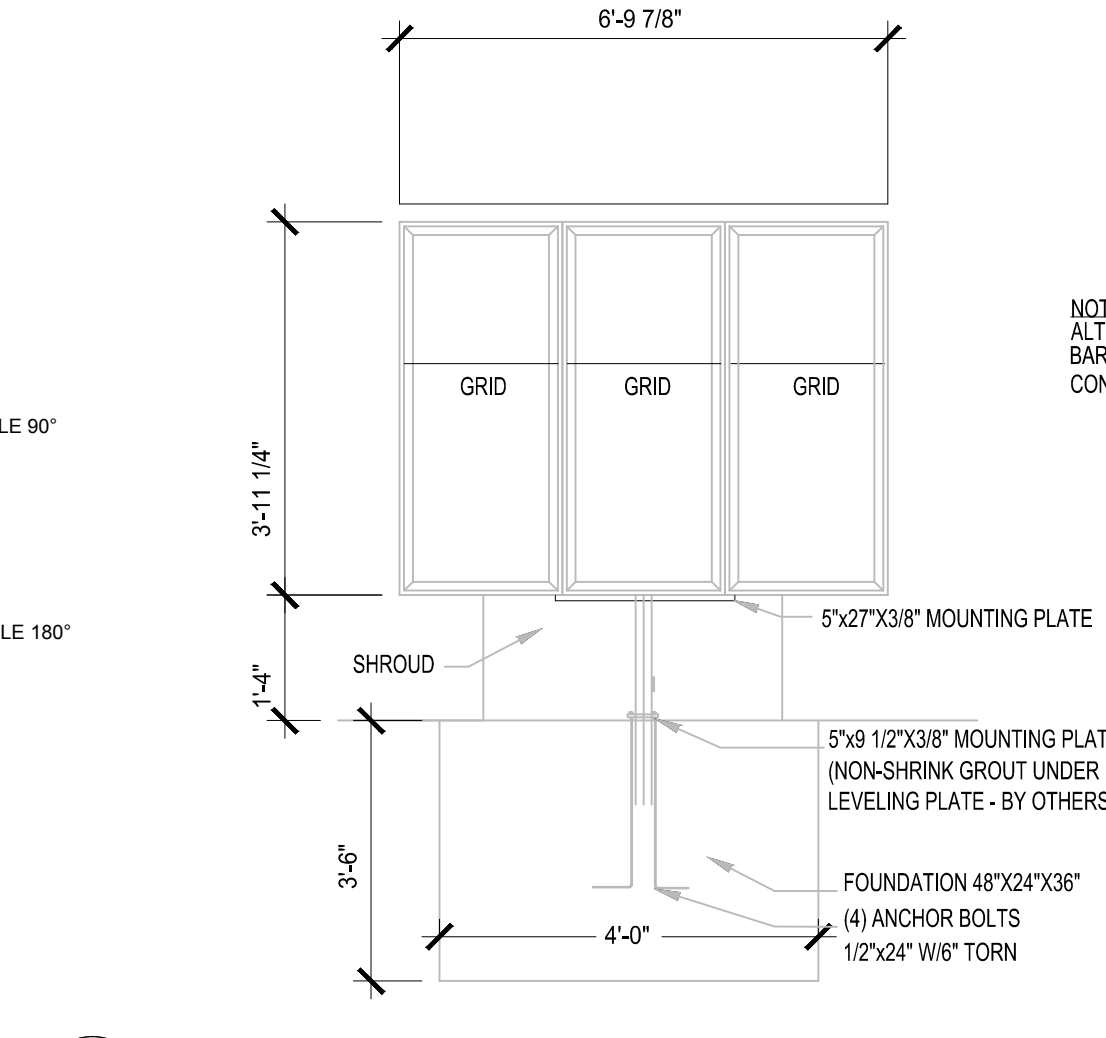 6'-9 7/8"
NOT
ALT
BAR
CON
GRID GRID GRID
LE 90°
3'-11 1/4"
5"x27"X3/8" MOUNTING PLATE
LE 180°
SHROUD
1'-4"
5"x9 1/2"X3/8" MOUNTING PLAT
(NON-SHRINK GROUT UNDER
LEVELING PLATE - BY OTHERS
3'-6"
FOUNDATION 48"X24"X36"
(4) ANCHOR BOLTS
1/2"x24" W/6" TORN
4'-0"